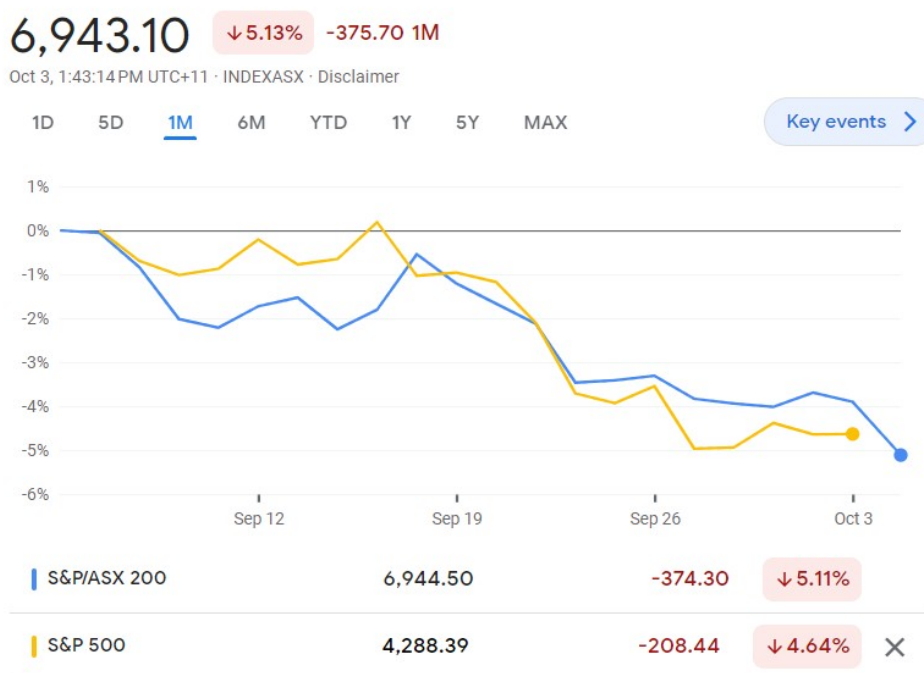 6,943.10 ↓5.13% -375.70 1M
Oct 3, 1:43:14 PM UTC+11 · INDEXASX · Disclaimer
1D 5D 1M 6M YTD 1Y 5Y MAX
Key events
1%
0%
-1%
-2%
-3%
-4%
-5%
-6%
Sep 12 Sep 19 Sep 26 Oct 3
S&P/ASX 200 6,944.50 -374.30 ↓5.11%
S&P 500 4,288.39 -208.44 ↓4.64%